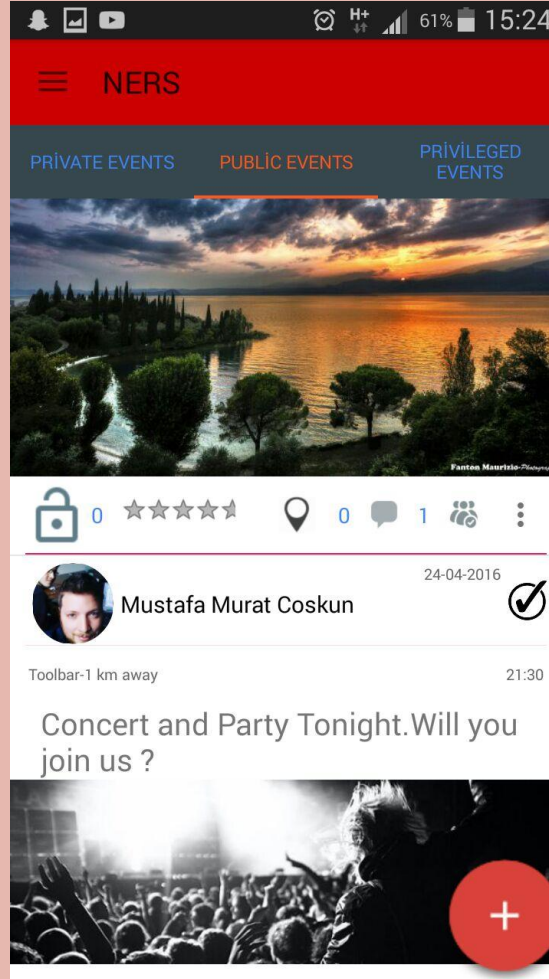 H+ 61% 15:24
NERS
PRİVATE EVENTS PUBLİC EVENTS PRİVİLEGED
EVENTS
Fanton Maurizio-
0 0 1
24-04-2016
Mustafa Murat Coskun
Toolbar-1 km away 21:30
Concert and Party Tonight.Will you
join us ?
+